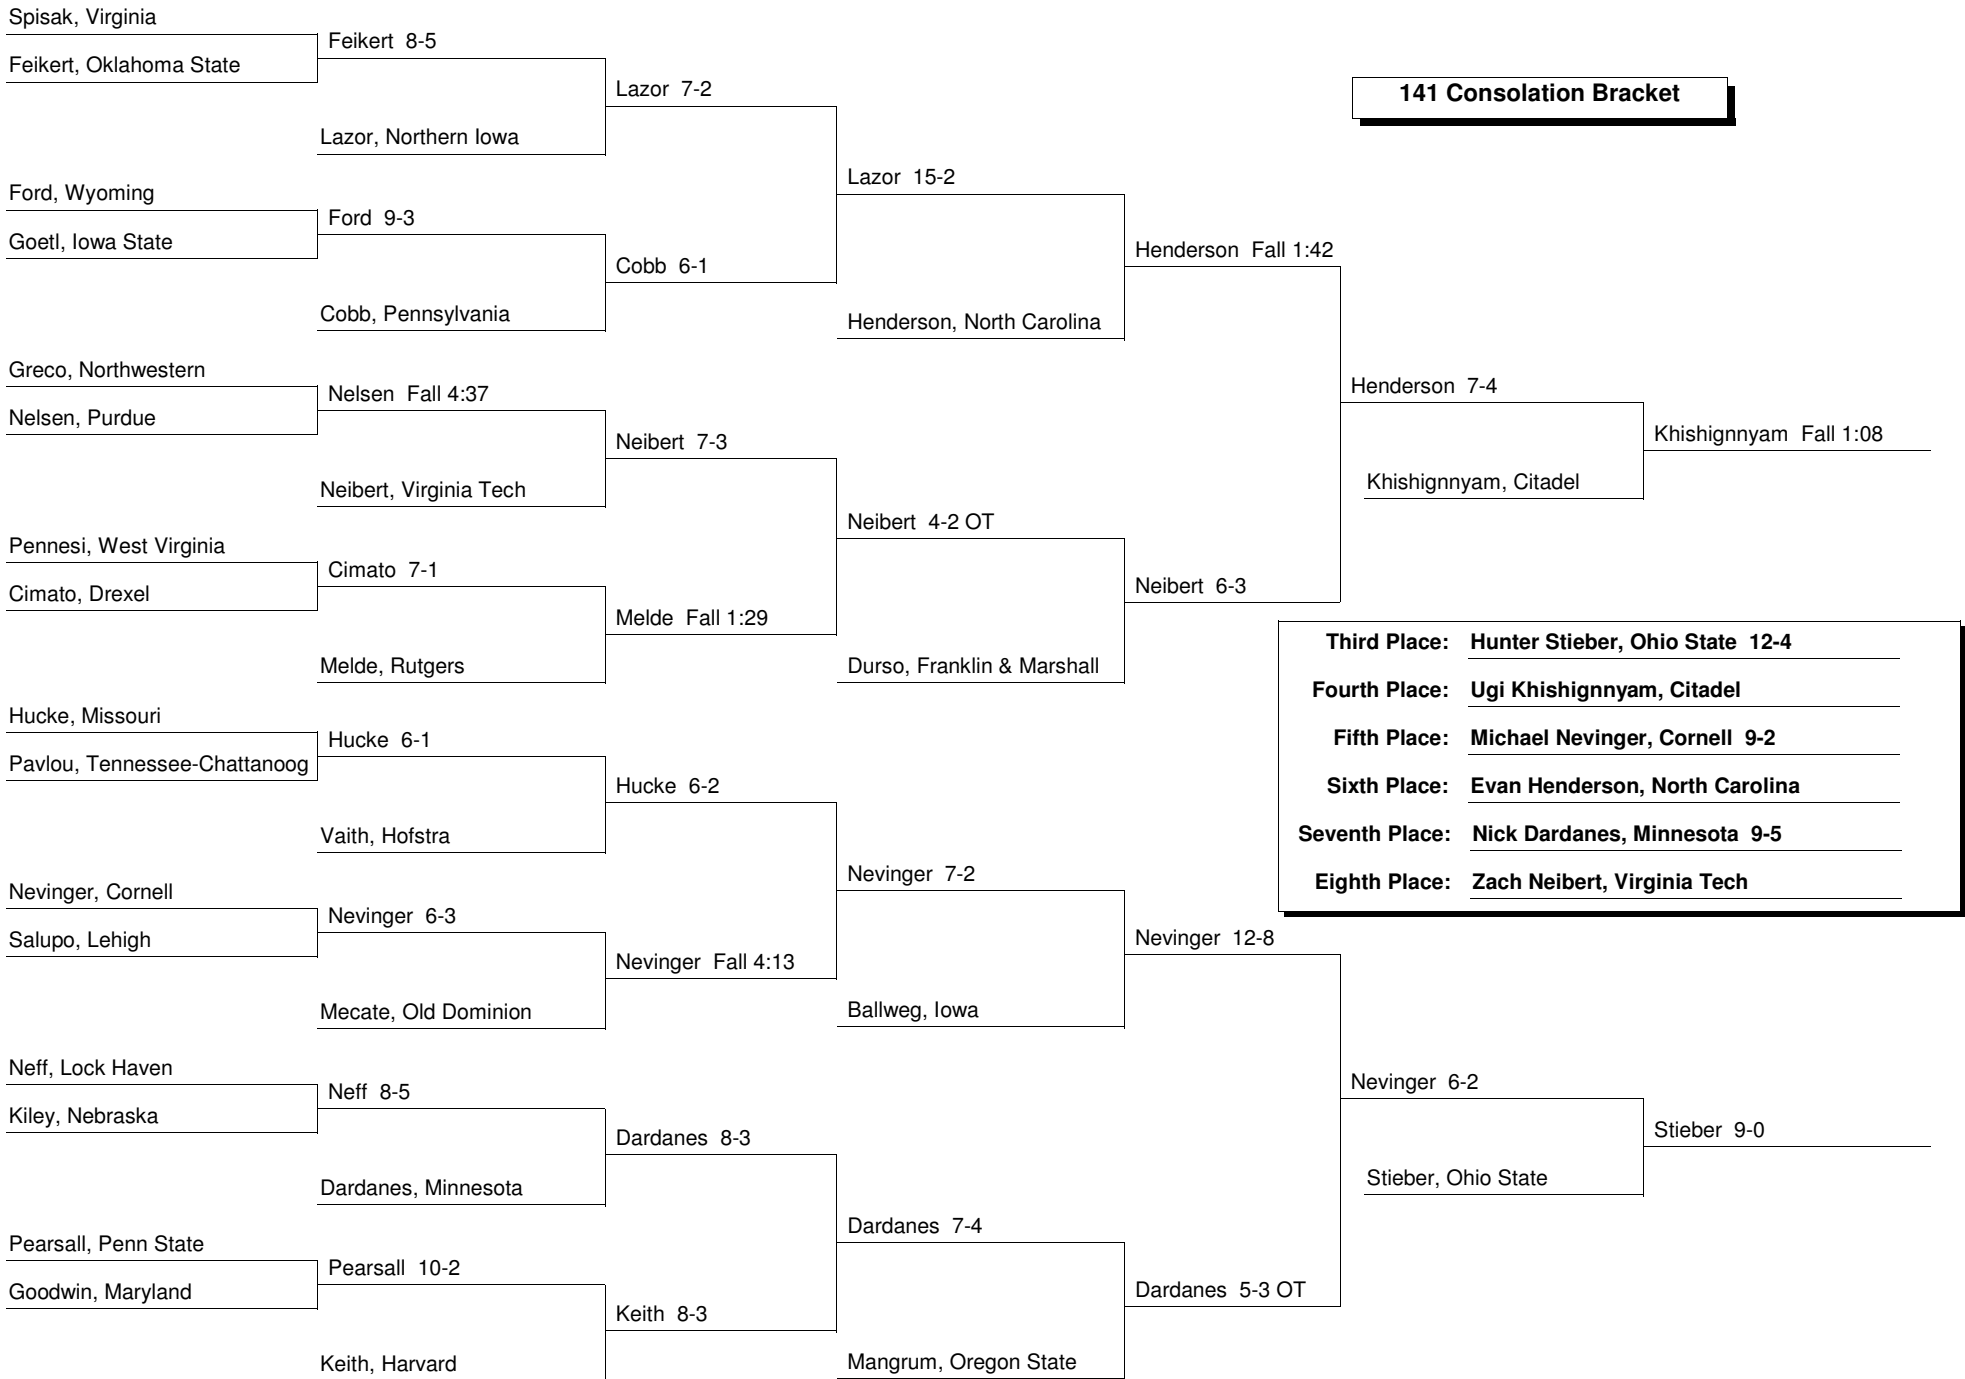 Spisak, Virginia
Feikert 8-5
Feikert, Oklahoma State
Lazor 7-2
141 Consolation Bracket
Lazor, Northern Iowa
Lazor 15-2
Ford, Wyoming
Ford 9-3
Goetl, Iowa State
Henderson Fall 1:42
Cobb 6-1
Cobb, Pennsylvania
Henderson, North Carolina
Greco, Northwestern
Henderson 7-4
Nelsen Fall 4:37
Nelsen, Purdue
Khishignnyam Fall 1:08
Neibert 7-3
Khishignnyam, Citadel
Neibert, Virginia Tech
Neibert 4-2 OT
Pennesi, West Virginia
Cimato 7-1
Neibert 6-3
Cimato, Drexel
Melde Fall 1:29
Third Place: Hunter Stieber, Ohio State 12-4
Melde, Rutgers
Durso, Franklin & Marshall
Fourth Place: Ugi Khishignnyam, Citadel
Hucke, Missouri
Hucke 6-1
Fifth Place: Michael Nevinger, Cornell 9-2
Pavlou, Tennessee-Chattanoog
Hucke 6-2
Sixth Place: Evan Henderson, North Carolina
Vaith, Hofstra
Seventh Place: Nick Dardanes, Minnesota 9-5
Nevinger 7-2
Eighth Place: Zach Neibert, Virginia Tech
Nevinger, Cornell
Nevinger 6-3
Salupo, Lehigh
Nevinger 12-8
Nevinger Fall 4:13
Mecate, Old Dominion
Ballweg, Iowa
Neff, Lock Haven
Nevinger 6-2
Neff 8-5
Kiley, Nebraska
Stieber 9-0
Dardanes 8-3
Stieber, Ohio State
Dardanes, Minnesota
Dardanes 7-4
Pearsall, Penn State
Pearsall 10-2
Goodwin, Maryland
Dardanes 5-3 OT
Keith 8-3
Keith, Harvard
Mangrum, Oregon State